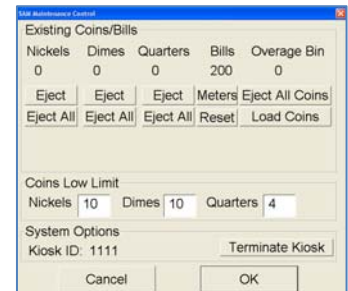 TAM Maintenance Control
Existing Coins/Bills
Nickels Dimes Quarters Bills Overage Bin
0 0 0 200 0
Eject Eject Eject Meters Eject All Coins
Eject All Eject All Eject All Reset Load Coins
Coins Low Limit
Nickels 10 Dimes 10 Quarters 4
System Options
Kiosk ID: 1111 Terminate Kiosk
Cancel OK